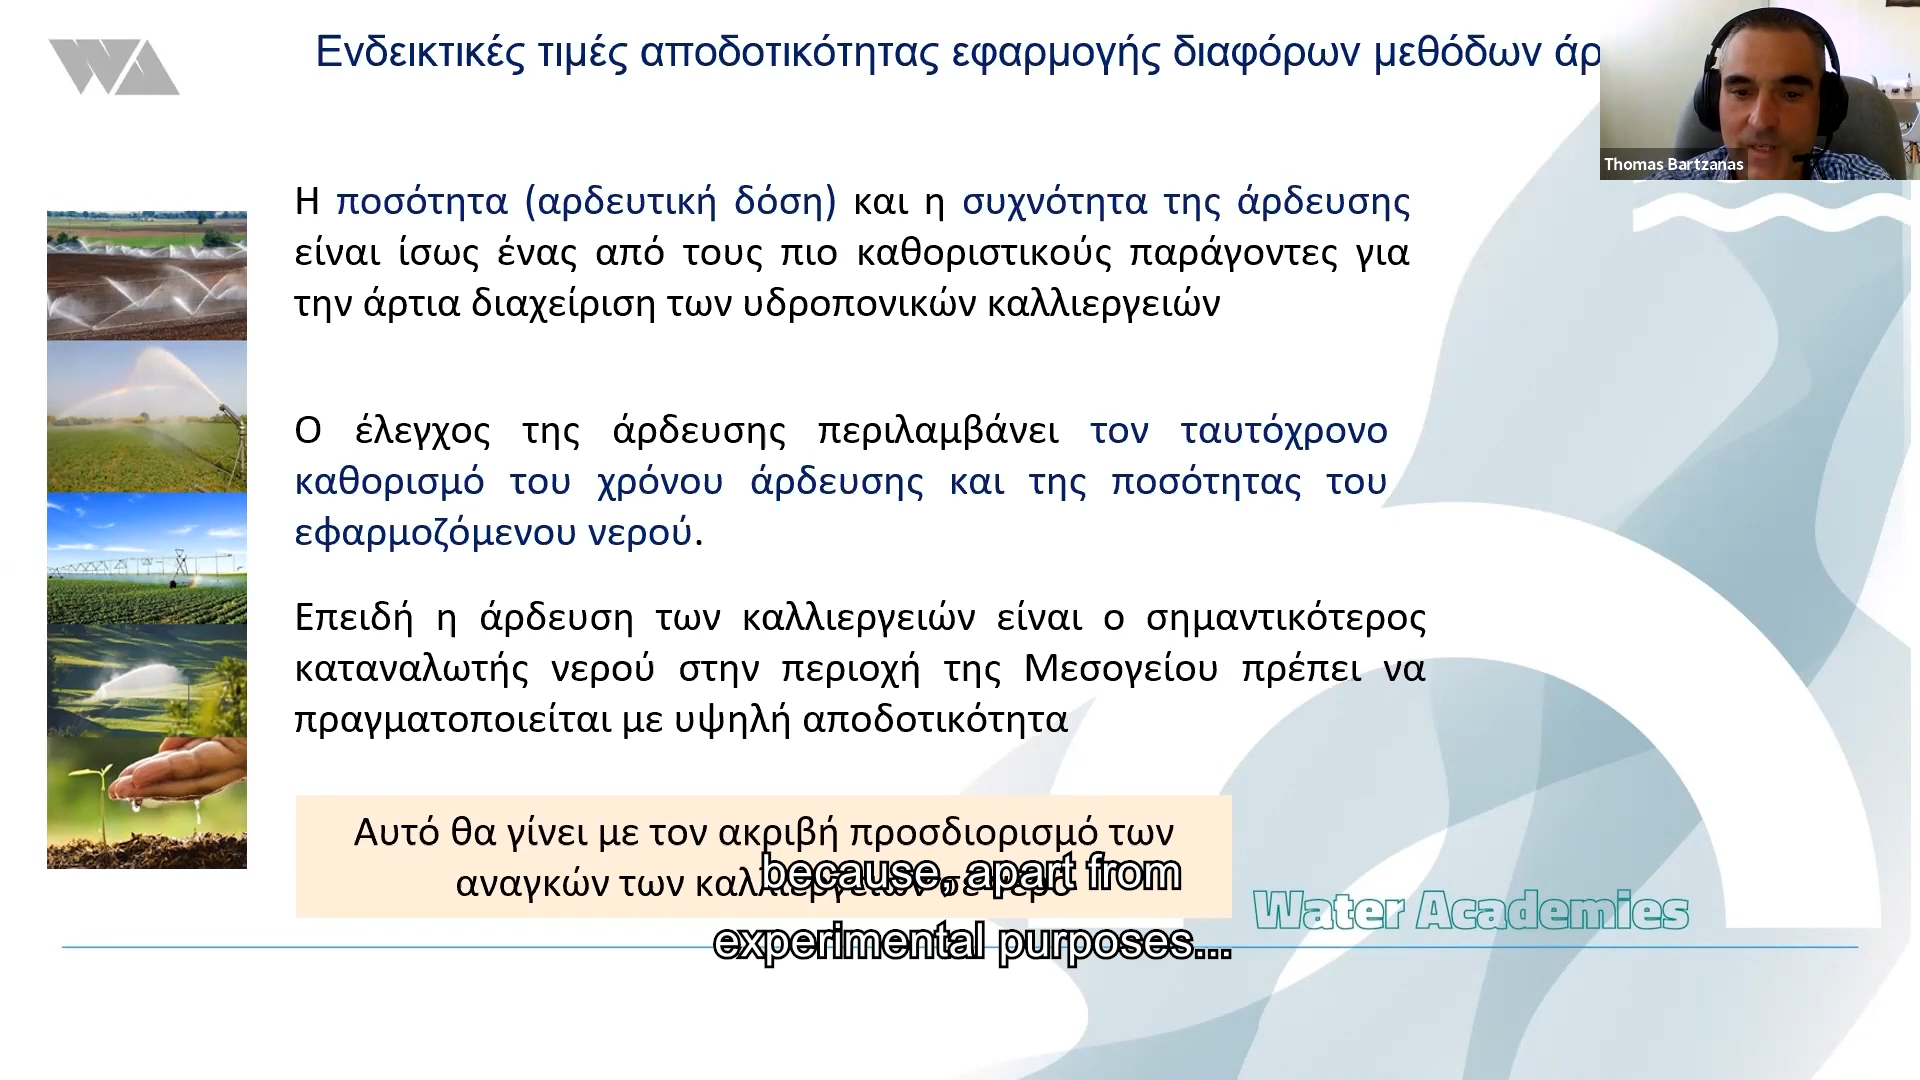 Ενδεικτικές τιμές αποδοτικότητας εφαρμογής διαφόρων μεθόδων άρ
Thomas Bartzanas
Η ποσότητα (αρδευτική δόση) και η συχνότητα της άρδευσης
είναι ίσως ένας από τους πιο καθοριστικούς παράγοντες για
την άρτια διαχείριση των υδροπονικών καλλιεργειών
Ο έλεγχος της άρδευσης περιλαμβάνει τον ταυτόχρονο
καθορισμό του χρόνου άρδευσης και της ποσότητας του
εφαρμοζόμενου νερού.
Επειδή η άρδευση των καλλιεργειών είναι ο σημαντικότερος
καταναλωτής νερού στην περιοχή της Μεσογείου πρέπει να
πραγματοποιείται με υψηλή αποδοτικότητα
Αυτό θα γίνει με τον ακριβή προσδιορισμό των
αναγκών των καλλιεργειών σε νερό
because, apart from
experimental purposes...
Water Academies